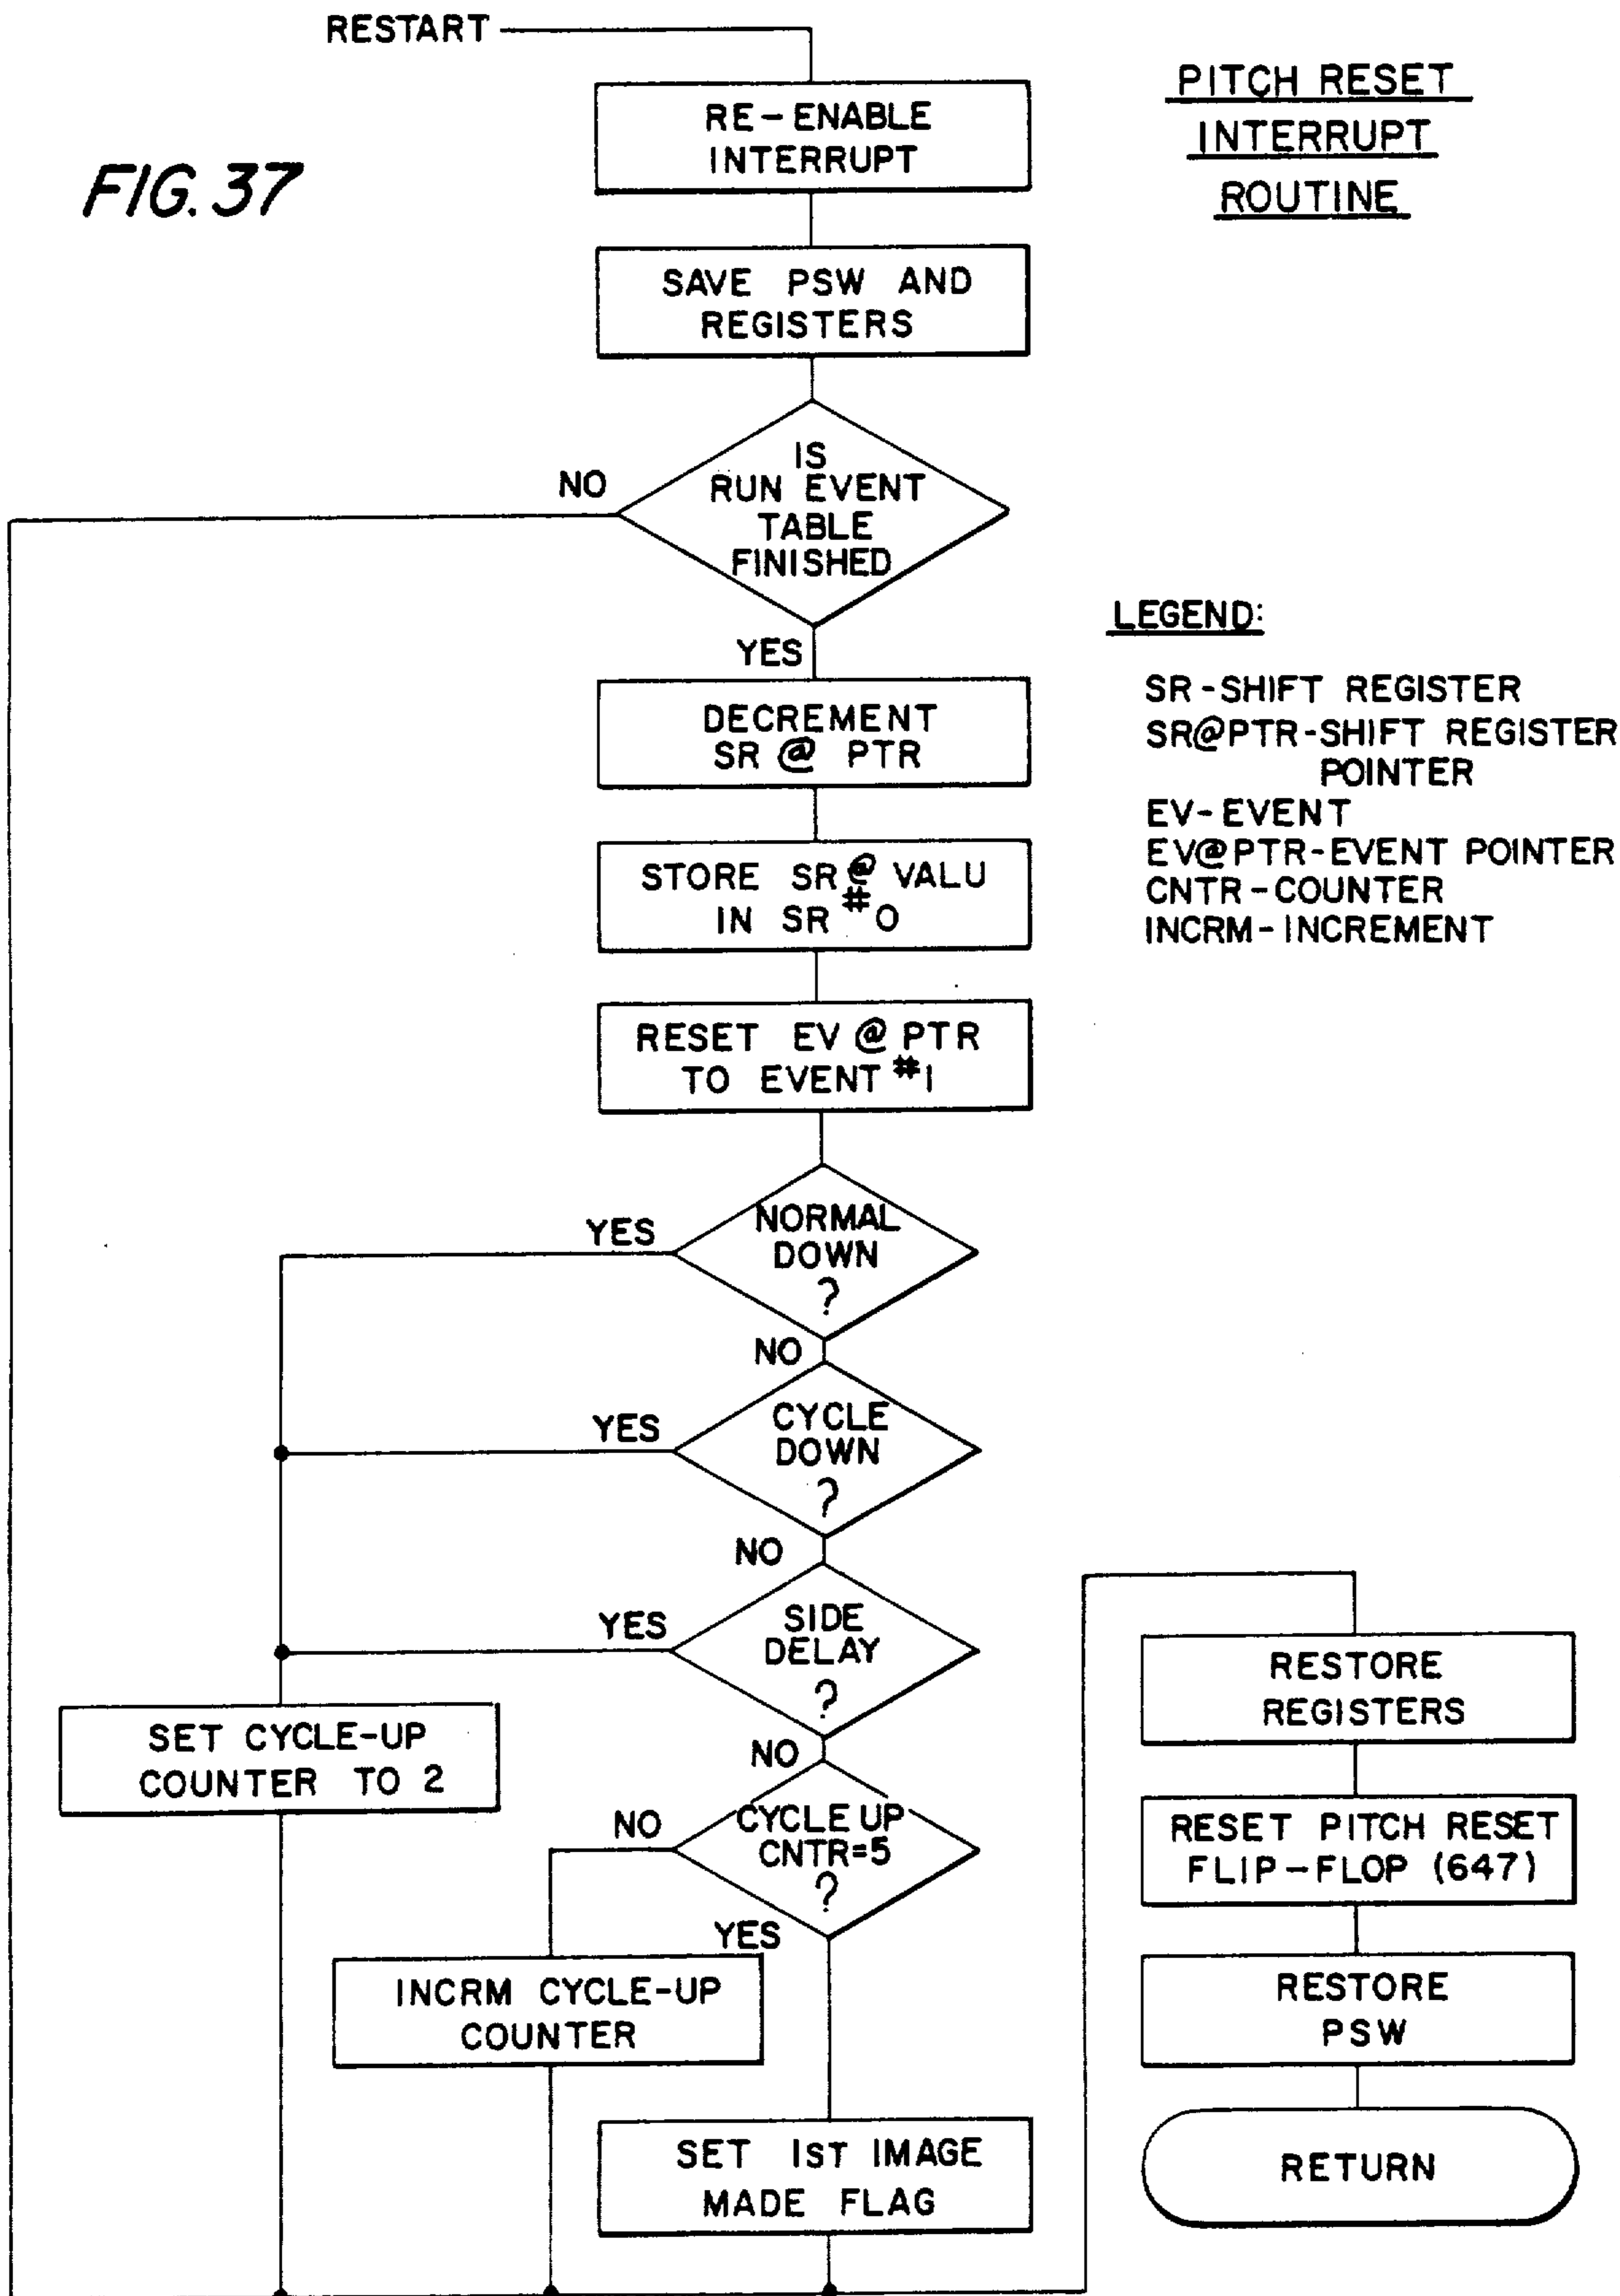 RESTART
PITCH RESET
INTERRUPT
ROUTINE
FIG. 37
RE-ENABLE
INTERRUPT
SAVE PSW AND
REGISTERS
IS
RUN EVENT
TABLE
FINISHED
NO
YES
LEGEND:
SR-SHIFT REGISTER
SR@PTR-SHIFT REGISTER
POINTER
EV-EVENT
EV@PTR-EVENT POINTER
CNTR-COUNTER
INCRM-INCREMENT
DECREMENT
SR @ PTR
STORE SR@ VALU
IN SR #0
RESET EV @ PTR
TO EVENT #1
NORMAL
DOWN
?
YES
NO
CYCLE
DOWN
?
YES
NO
SIDE
DELAY
?
YES
NO
SET CYCLE-UP
COUNTER TO 2
CYCLE UP
CNTR=5
?
NO
YES
INCRM CYCLE-UP
COUNTER
SET 1ST IMAGE
MADE FLAG
RESTORE
REGISTERS
RESET PITCH RESET
FLIP-FLOP (647)
RESTORE
PSW
RETURN